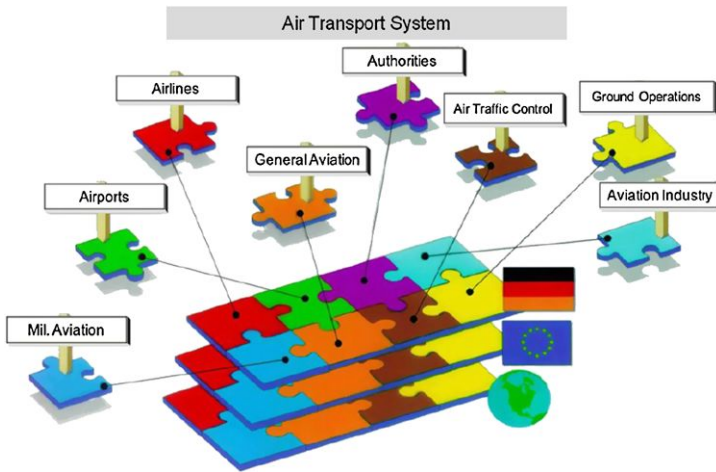 Air Transport System
Authorities
Airlines
Ground Operations
Air Traffic Control
General Aviation
Airports
Aviation Industry
Mil. Aviation